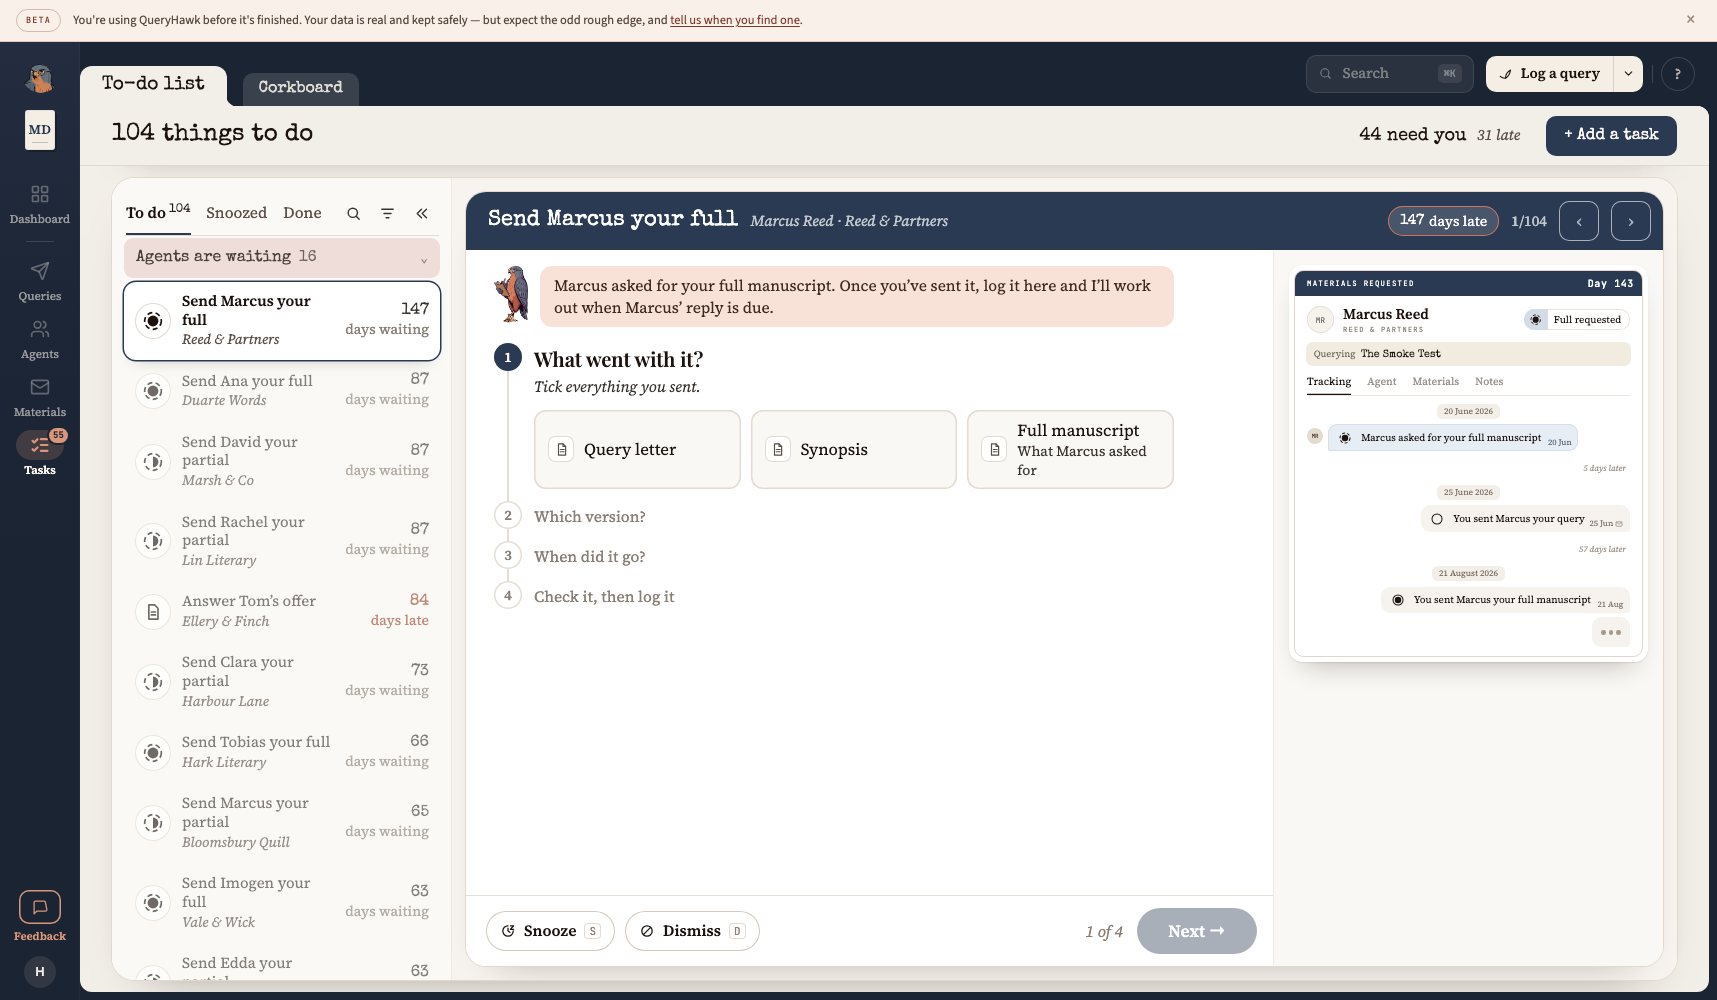 BETA You're using QueryHawk before it's finished. Your data is real and kept safely — but expect the odd rough edge, and tell us when you find one. ×
To-do list
Corkboard
Search ⌘K
Log a query
?
MD
Dashboard
Queries
Agents
Materials
55
Tasks
Feedback
H
104 things to do
44 need you 31 late
+ Add a task
To do 104
Snoozed
Done
Agents are waiting 16
Send Marcus your full
Reed & Partners
147
days waiting
Send Ana your full
Duarte Words
87
days waiting
Send David your
partial
Marsh & Co
87
days waiting
Send Rachel your
partial
Lin Literary
87
days waiting
Answer Tom’s offer
Ellery & Finch
84
days late
Send Clara your
partial
Harbour Lane
73
days waiting
Send Tobias your full
Hark Literary
66
days waiting
Send Marcus your
partial
Bloomsbury Quill
65
days waiting
Send Imogen your
full
Vale & Wick
63
days waiting
Send Edda your
partial
63
Send Marcus your full Marcus Reed · Reed & Partners
147 days late
1/104
Marcus asked for your full manuscript. Once you’ve sent it, log it here and I’ll work
out when Marcus’ reply is due.
1 What went with it?
Tick everything you sent.
Query letter
Synopsis
Full manuscript
What Marcus asked
for
2 Which version?
3 When did it go?
4 Check it, then log it
Snooze S
Dismiss D
1 of 4
Next →
MATERIALS REQUESTED Day 143
MR
Marcus Reed
REED & PARTNERS
Full requested
Querying The Smoke Test
Tracking Agent Materials Notes
20 June 2026
MR Marcus asked for your full manuscript 20 Jun
5 days later
25 June 2026
You sent Marcus your query 25 Jun
57 days later
21 August 2026
You sent Marcus your full manuscript 21 Aug